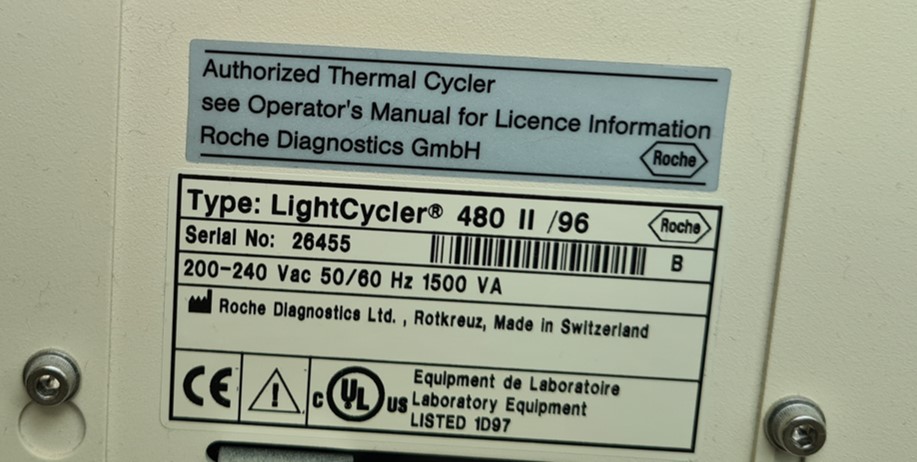 Authorized Thermal Cycler
see Operator's Manual for Licence Information
Roche Diagnostics GmbH
Roche
Type: LightCycler® 480 II /96
Roche
Serial No: 26455
B
200-240 Vac 50/60 Hz 1500 VA
Roche Diagnostics Ltd. , Rotkreuz, Made in Switzerland
CE
C UL US
Equipment de Laboratoire
Laboratory Equipment
LISTED 1D97